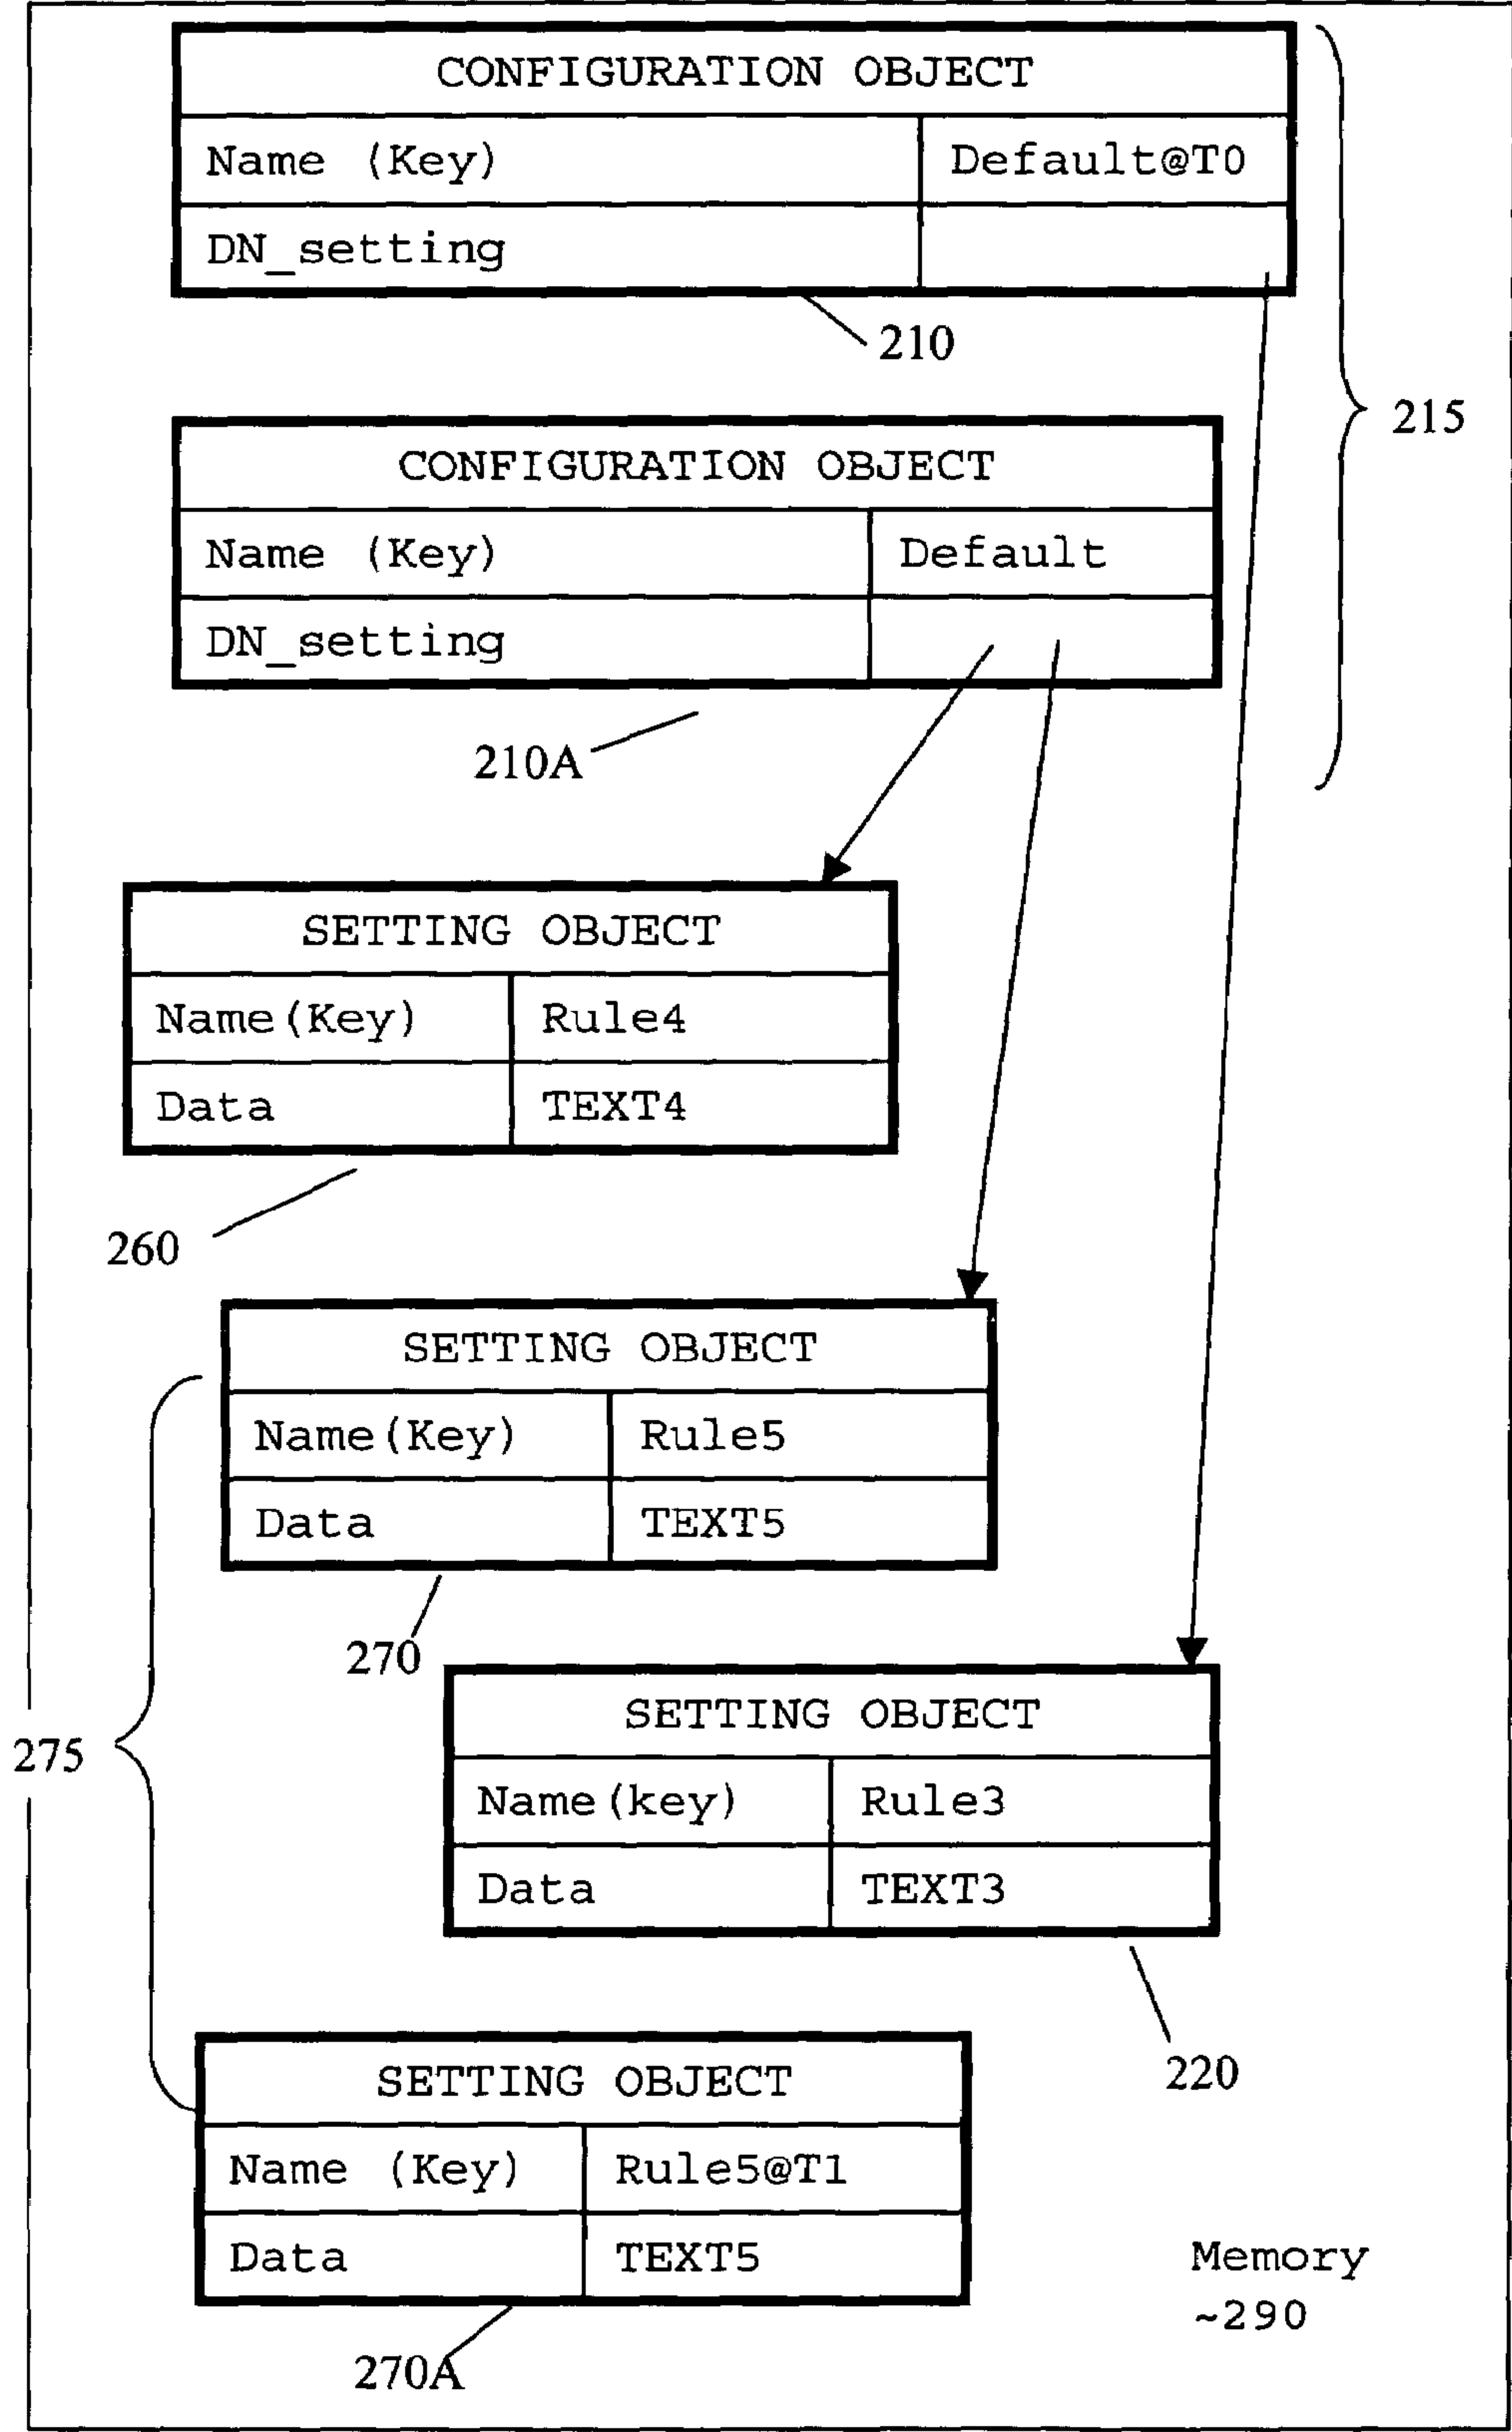 CONFIGURATION OBJECT
Name (Key) Default@T0
DN_setting
210
215
CONFIGURATION OBJECT
Name (Key) Default
DN_setting
210A
SETTING OBJECT
Name(Key) Rule4
Data TEXT4
260
SETTING OBJECT
Name(Key) Rule5
Data TEXT5
270
275
SETTING OBJECT
Name(key) Rule3
Data TEXT3
220
SETTING OBJECT
Name (Key) Rule5@T1
Data TEXT5
270A
Memory
~290